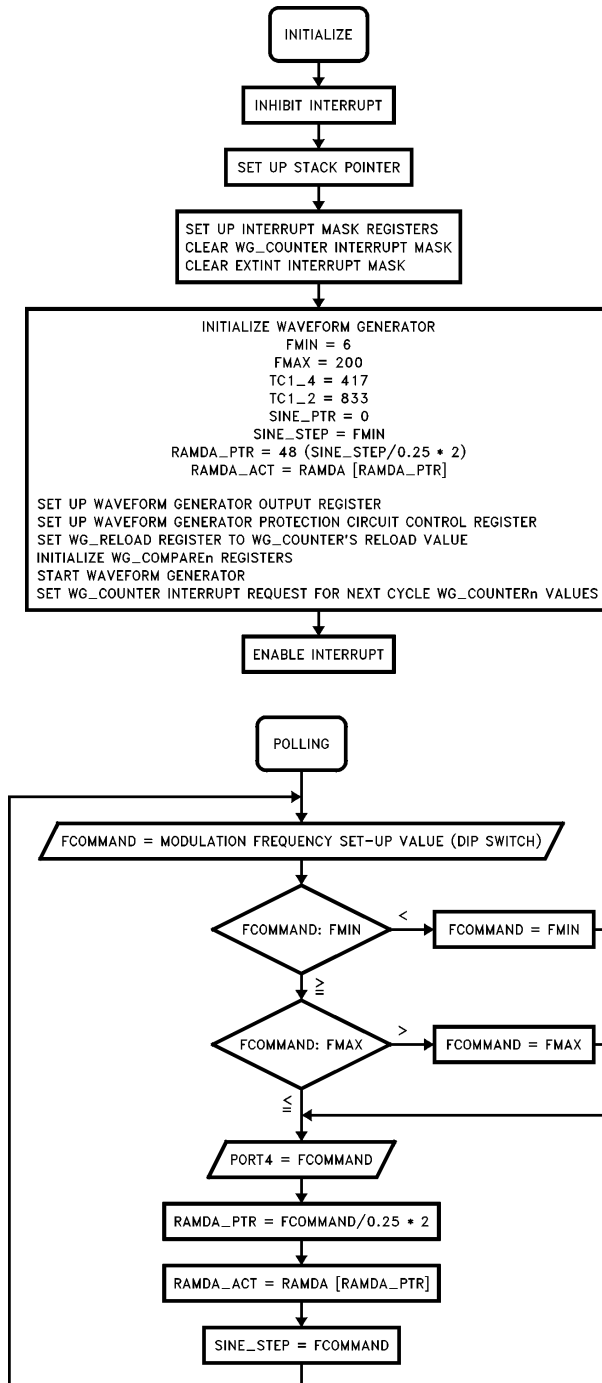 INITIALIZE
INHIBIT INTERRUPT
SET UP STACK POINTER
SET UP INTERRUPT MASK REGISTERS
CLEAR WG_COUNTER INTERRUPT MASK
CLEAR EXTINT INTERRUPT MASK
INITIALIZE WAVEFORM GENERATOR
FMIN = 6
FMAX = 200
TC1_4 = 417
TC1_2 = 833
SINE_PTR = 0
SINE_STEP = FMIN
RAMDA_PTR = 48 (SINE_STEP/0.25 * 2)
RAMDA_ACT = RAMDA [RAMDA_PTR]
SET UP WAVEFORM GENERATOR OUTPUT REGISTER
SET UP WAVEFORM GENERATOR PROTECTION CIRCUIT CONTROL REGISTER
SET WG_RELOAD REGISTER TO WG_COUNTER'S RELOAD VALUE
INITIALIZE WG_COMPAREn REGISTERS
START WAVEFORM GENERATOR
SET WG_COUNTER INTERRUPT REQUEST FOR NEXT CYCLE WG_COUNTERn VALUES
ENABLE INTERRUPT
POLLING
FCOMMAND = MODULATION FREQUENCY SET-UP VALUE (DIP SWITCH)
FCOMMAND: FMIN
<
FCOMMAND = FMIN
≧
FCOMMAND: FMAX
>
FCOMMAND = FMAX
≦
PORT4 = FCOMMAND
RAMDA_PTR = FCOMMAND/0.25 * 2
RAMDA_ACT = RAMDA [RAMDA_PTR]
SINE_STEP = FCOMMAND